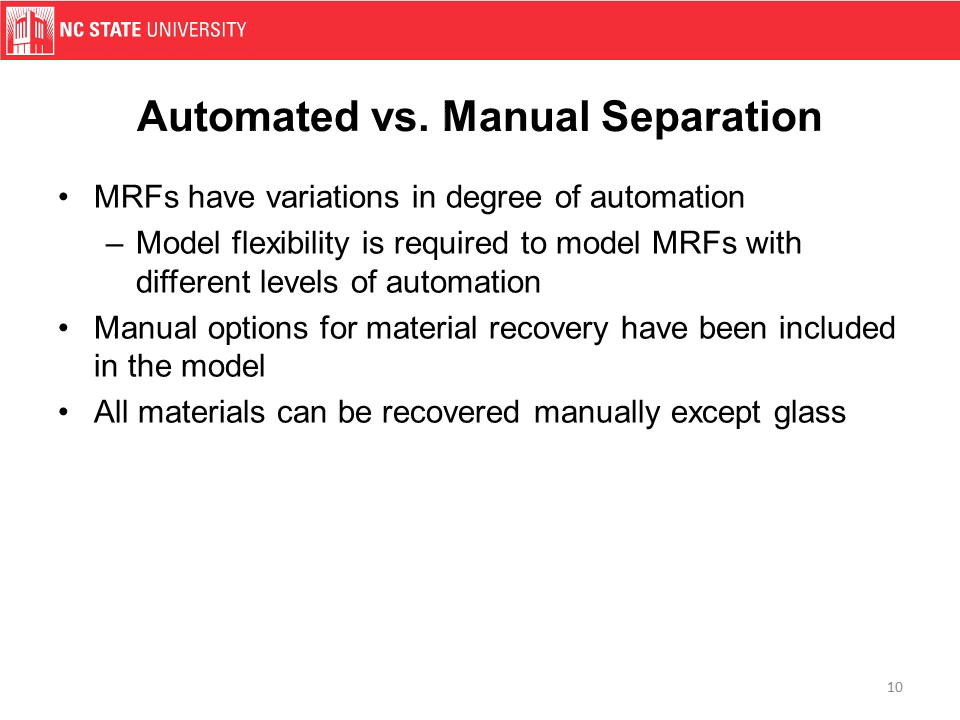 NC STATE UNIVERSITY
Automated vs. Manual Separation
• MRFs have variations in degree of automation
– Model flexibility is required to model MRFs with
different levels of automation
• Manual options for material recovery have been included
in the model
• All materials can be recovered manually except glass
10